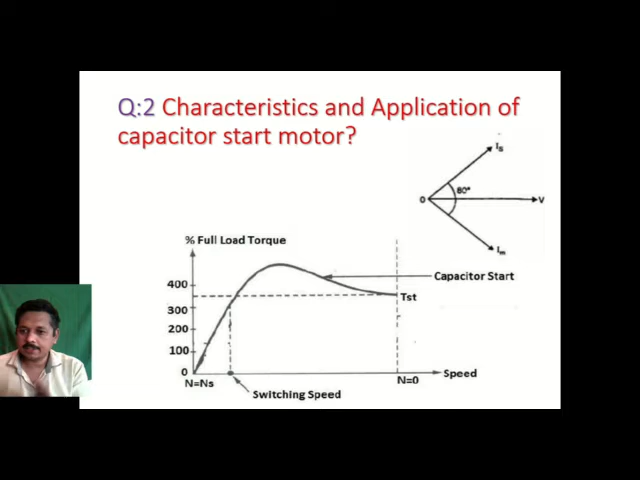 Q:2 Characteristics and Application of
capacitor start motor?
Is
80°
0
V
Im
% Full Load Torque
400
Capacitor Start
300
Tst
200
100
0
N=Ns
N=0
Speed
Switching Speed